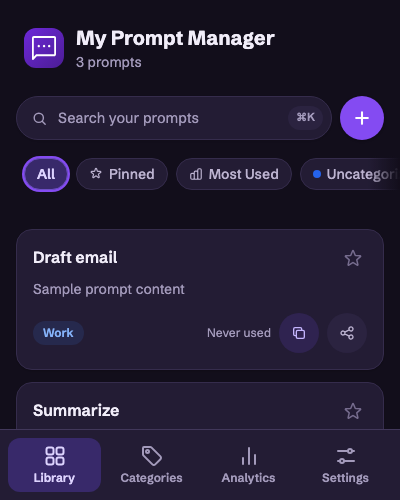 My Prompt Manager
3 prompts
Search your prompts ⌘K
All Pinned Most Used Uncategori
Draft email
Sample prompt content
Work Never used
Summarize
Library Categories Analytics Settings